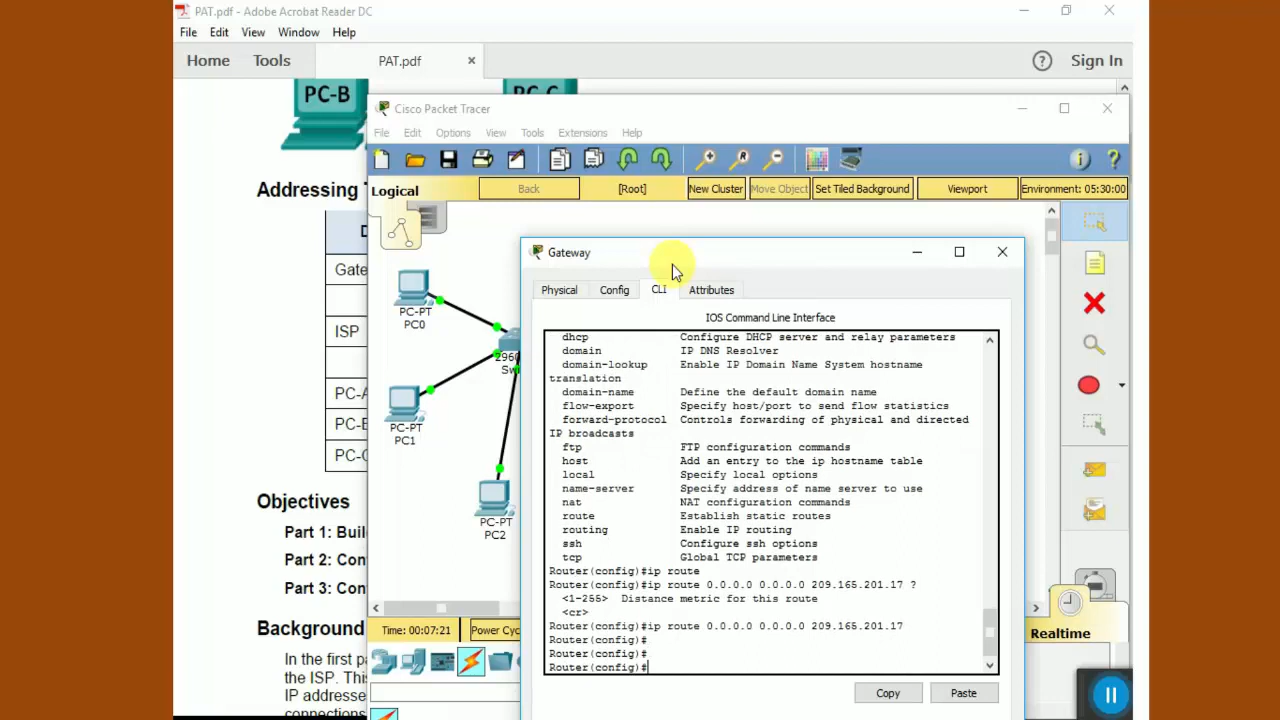 PAT.pdf - Adobe Acrobat Reader DC
File Edit View Window Help
Home Tools PAT.pdf × ? Sign In
PC-B
Cisco Packet Tracer
File Edit Options View Tools Extensions Help
Logical Back [Root] New Cluster Move Object Set Tiled Background Viewport Environment: 05:30:00
Addressing
D
Gate
ISP
PC-A
PC-B
PC-C
PC-PT
PC0
PC-PT
PC1
PC-PT
PC2
2960
Sw
Gateway
Physical Config CLI Attributes
IOS Command Line Interface
dhcp Configure DHCP server and relay parameters
domain IP DNS Resolver
domain-lookup Enable IP Domain Name System hostname
translation
domain-name Define the default domain name
flow-export Specify host/port to send flow statistics
forward-protocol Controls forwarding of physical and directed
IP broadcasts
ftp FTP configuration commands
host Add an entry to the ip hostname table
local Specify local options
name-server Specify address of name server to use
nat NAT configuration commands
route Establish static routes
routing Enable IP routing
ssh Configure ssh options
tcp Global TCP parameters
Router(config)#ip route
Router(config)#ip route 0.0.0.0 0.0.0.0 209.165.201.17 ?
<1-255> Distance metric for this route
<cr>
Router(config)#ip route 0.0.0.0 0.0.0.0 209.165.201.17
Router(config)#
Router(config)#
Router(config)#
Copy Paste
Objectives
Part 1: Buil
Part 2: Con
Part 3: Con
Background
In the first p
the ISP. This
IP addresse
connections
Time: 00:07:21 Power Cyc
Realtime